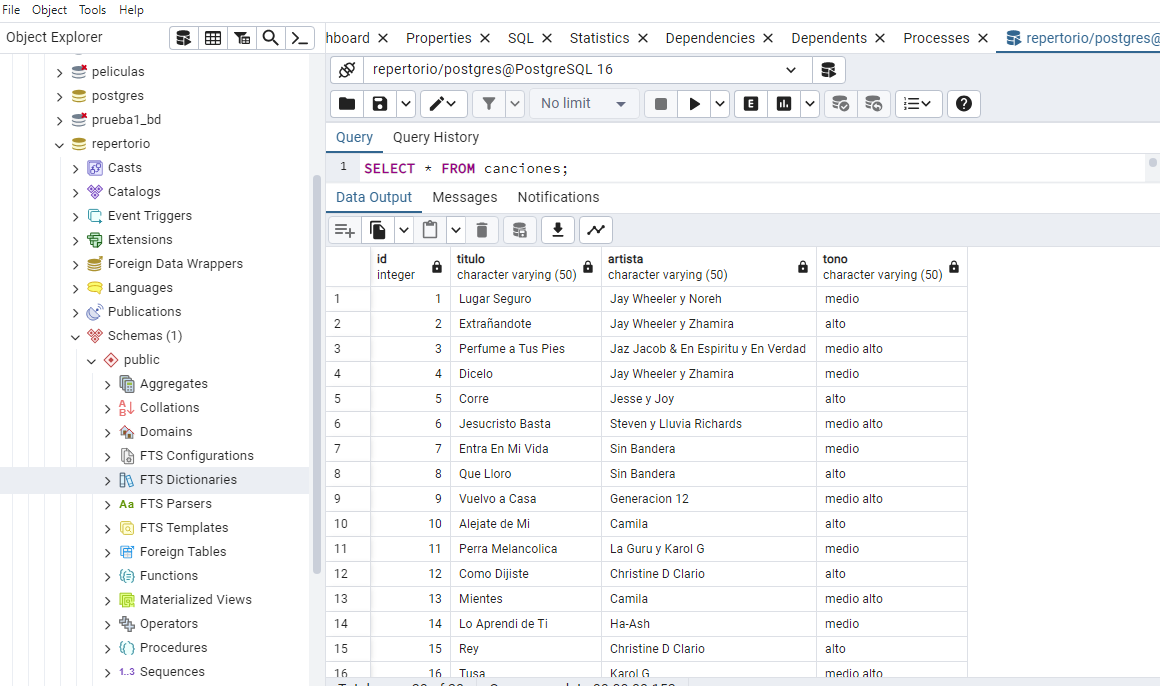 File Object Tools Help
Object Explorer
hboard Properties SQL Statistics Dependencies Dependents Processes repertorio/postgres@
peliculas
postgres
prueba1_bd
repertorio
Casts
Catalogs
Event Triggers
Extensions
Foreign Data Wrappers
Languages
Publications
Schemas (1)
public
Aggregates
Collations
Domains
FTS Configurations
FTS Dictionaries
FTS Parsers
FTS Templates
Foreign Tables
Functions
Materialized Views
Operators
Procedures
1..3 Sequences
repertorio/postgres@PostgreSQL 16
No limit
Query Query History
1 SELECT * FROM canciones;
Data Output Messages Notifications
id titulo artista tono
integer character varying (50) character varying (50) character varying (50)
1 1 Lugar Seguro Jay Wheeler y Noreh medio
2 2 Extrañandote Jay Wheeler y Zhamira alto
3 3 Perfume a Tus Pies Jaz Jacob & En Espiritu y En Verdad medio alto
4 4 Dicelo Jay Wheeler y Zhamira medio
5 5 Corre Jesse y Joy alto
6 6 Jesucristo Basta Steven y Lluvia Richards medio alto
7 7 Entra En Mi Vida Sin Bandera medio
8 8 Que Lloro Sin Bandera alto
9 9 Vuelvo a Casa Generacion 12 medio alto
10 10 Alejate de Mi Camila alto
11 11 Perra Melancolica La Guru y Karol G medio
12 12 Como Dijiste Christine D Clario alto
13 13 Mientes Camila medio alto
14 14 Lo Aprendi de Ti Ha-Ash medio
15 15 Rey Christine D Clario alto
16 16 Tusa Karol G medio alto